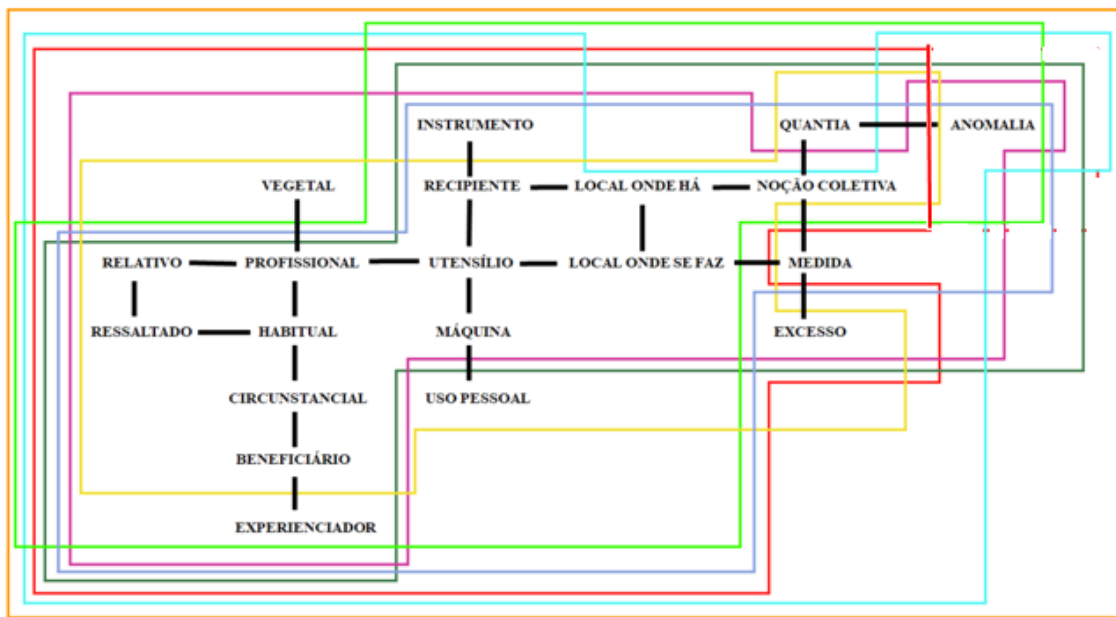 INSTRUMENTO QUANTIA ANOMALIA
VEGETAL RECIPIENTE LOCAL ONDE HÁ NOÇÃO COLETIVA
RELATIVO PROFISSIONAL UTENSÍLIO LOCAL ONDE SE FAZ MEDIDA
RESSALTADO HABITUAL MÁQUINA EXCESSO
CIRCUNSTANCIAL USO PESSOAL
BENEFICIÁRIO
EXPERIENCIADOR